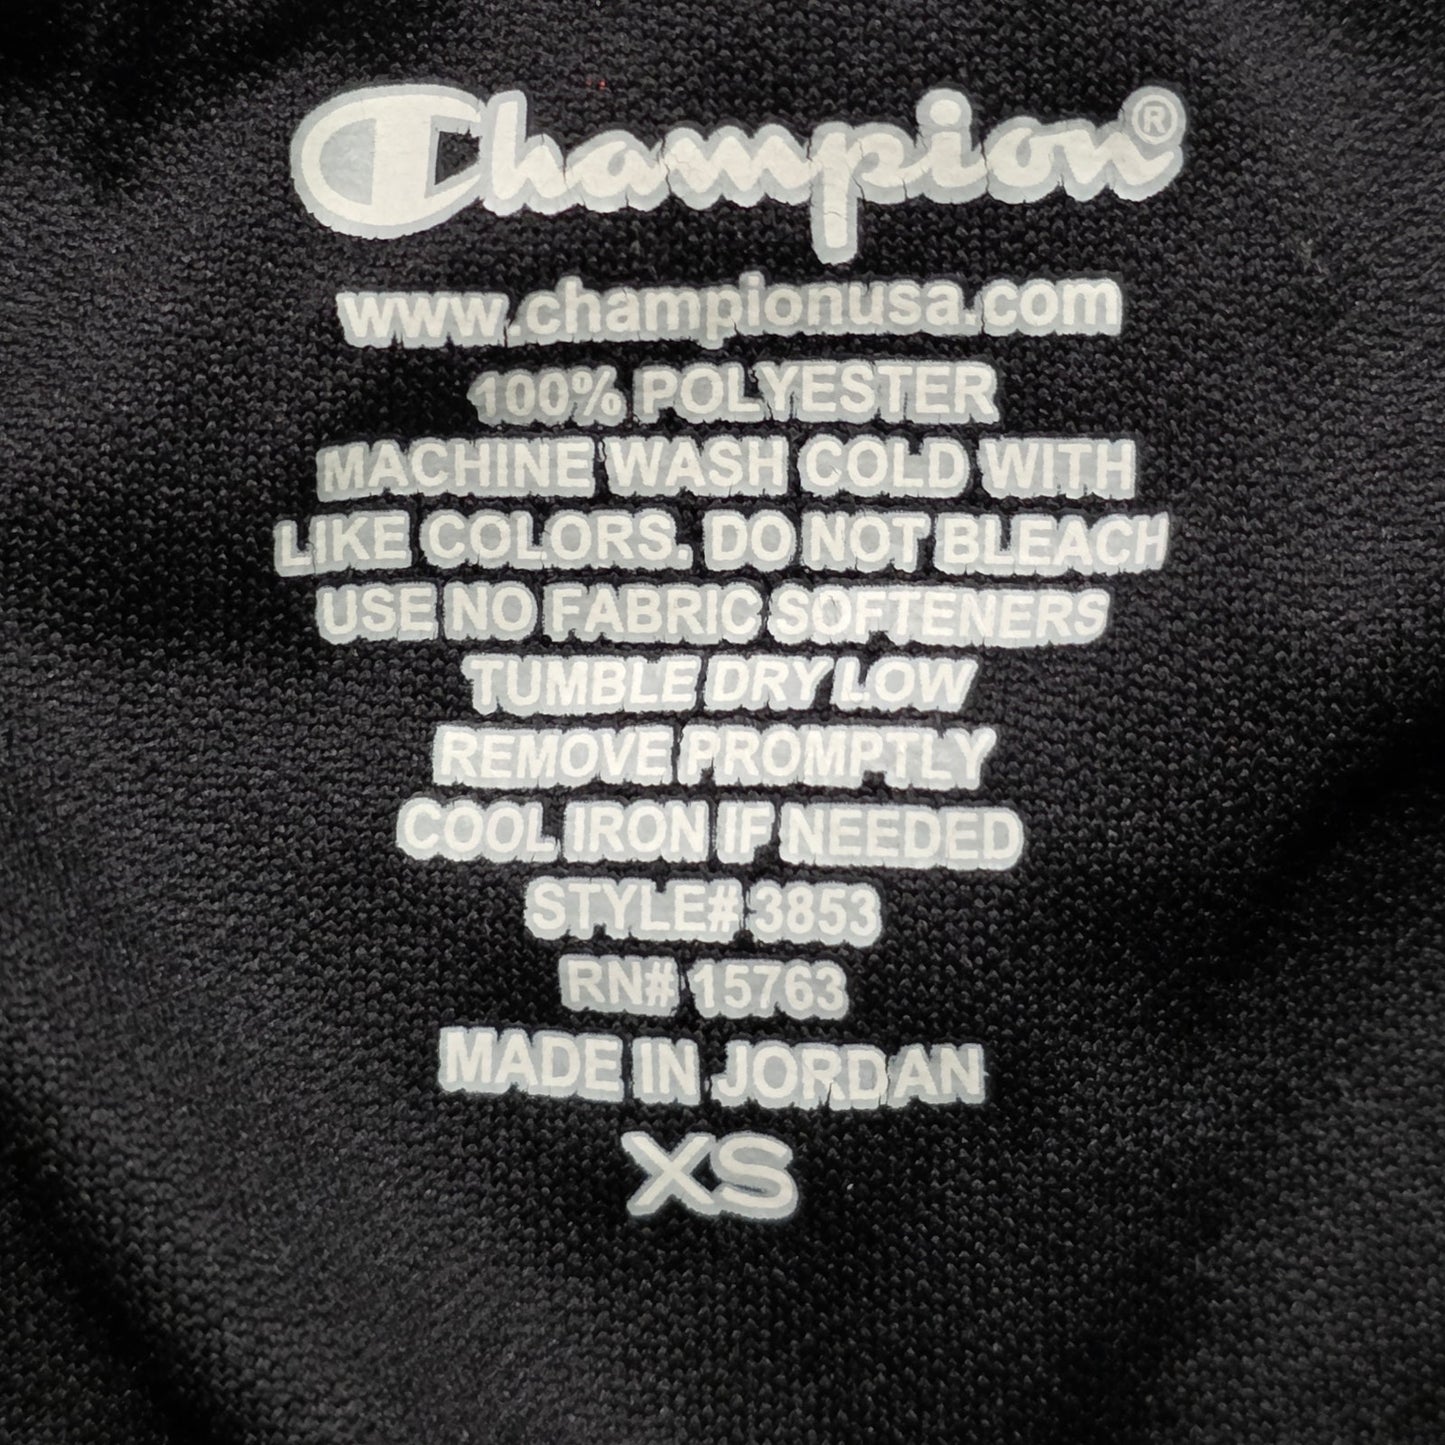 Champion®
www.championusa.com
100% POLYESTER
MACHINE WASH COLD WITH
LIKE COLORS. DO NOT BLEACH
USE NO FABRIC SOFTENERS
TUMBLE DRY LOW
REMOVE PROMPTLY
COOL IRON IF NEEDED
STYLE# 3853
RN# 15763
MADE IN JORDAN
XS